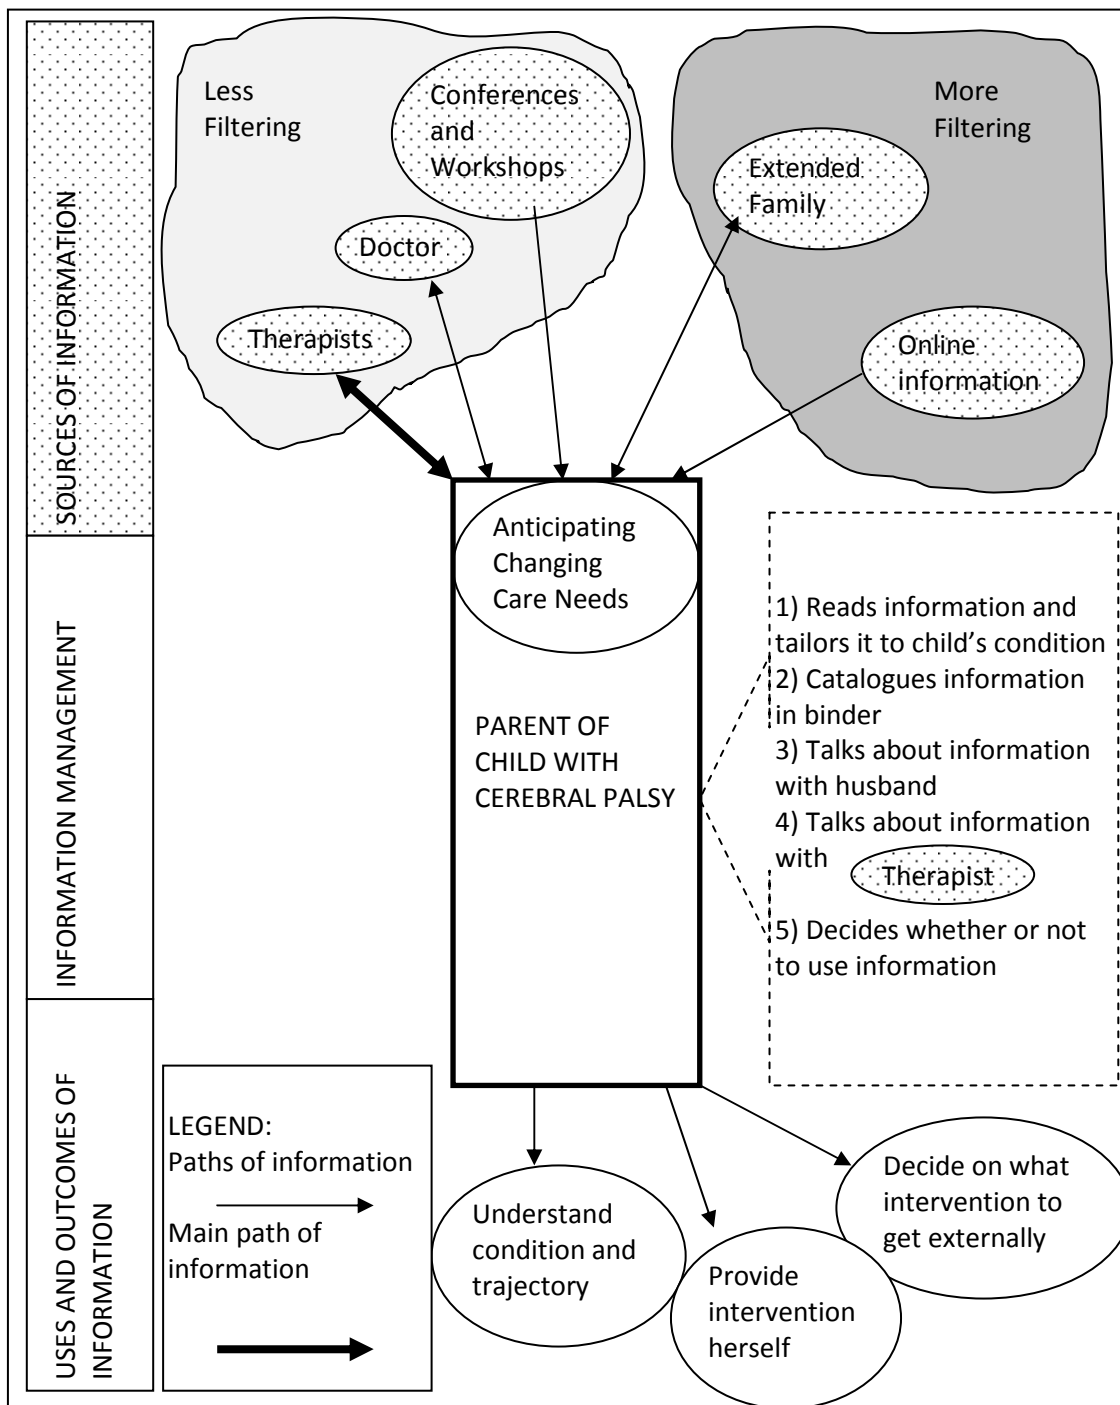 SOURCES OF INFORMATION
Less
Filtering
Conferences
and
Workshops
Doctor
Therapists
More
Filtering
Extended
Family
Online
information
INFORMATION MANAGEMENT
Anticipating
Changing
Care Needs
PARENT OF
CHILD WITH
CEREBRAL PALSY
1) Reads information and
tailors it to child’s condition
2) Catalogues information
in binder
3) Talks about information
with husband
4) Talks about information
with
Therapist
5) Decides whether or not
to use information
USES AND OUTCOMES OF
INFORMATION
LEGEND:
Paths of information
Main path of
information
Understand
condition and
trajectory
Provide
intervention
herself
Decide on what
intervention to
get externally